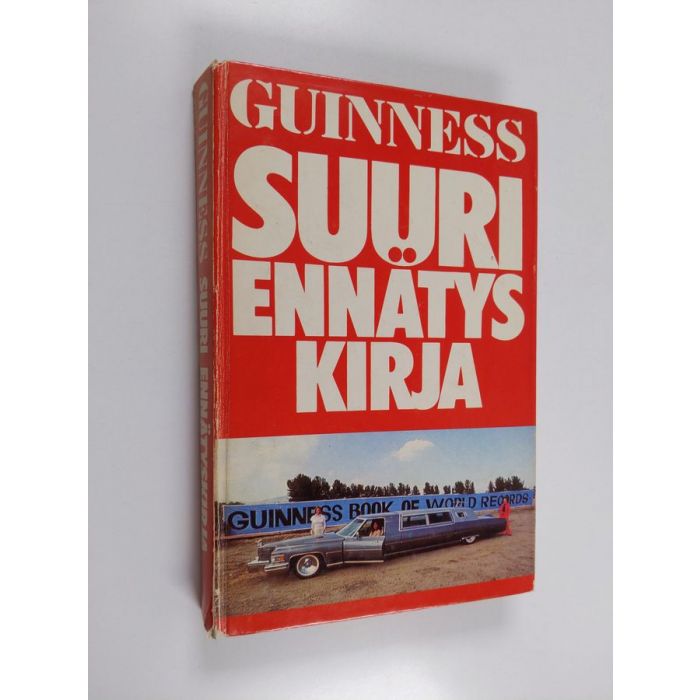 GUINNESS
SUURI
ENNÄTYS
KIRJA
GUINNESS BOOK OF WORLD RECORDS
GUINNESS SUURI ENNÄTYSKIRJA